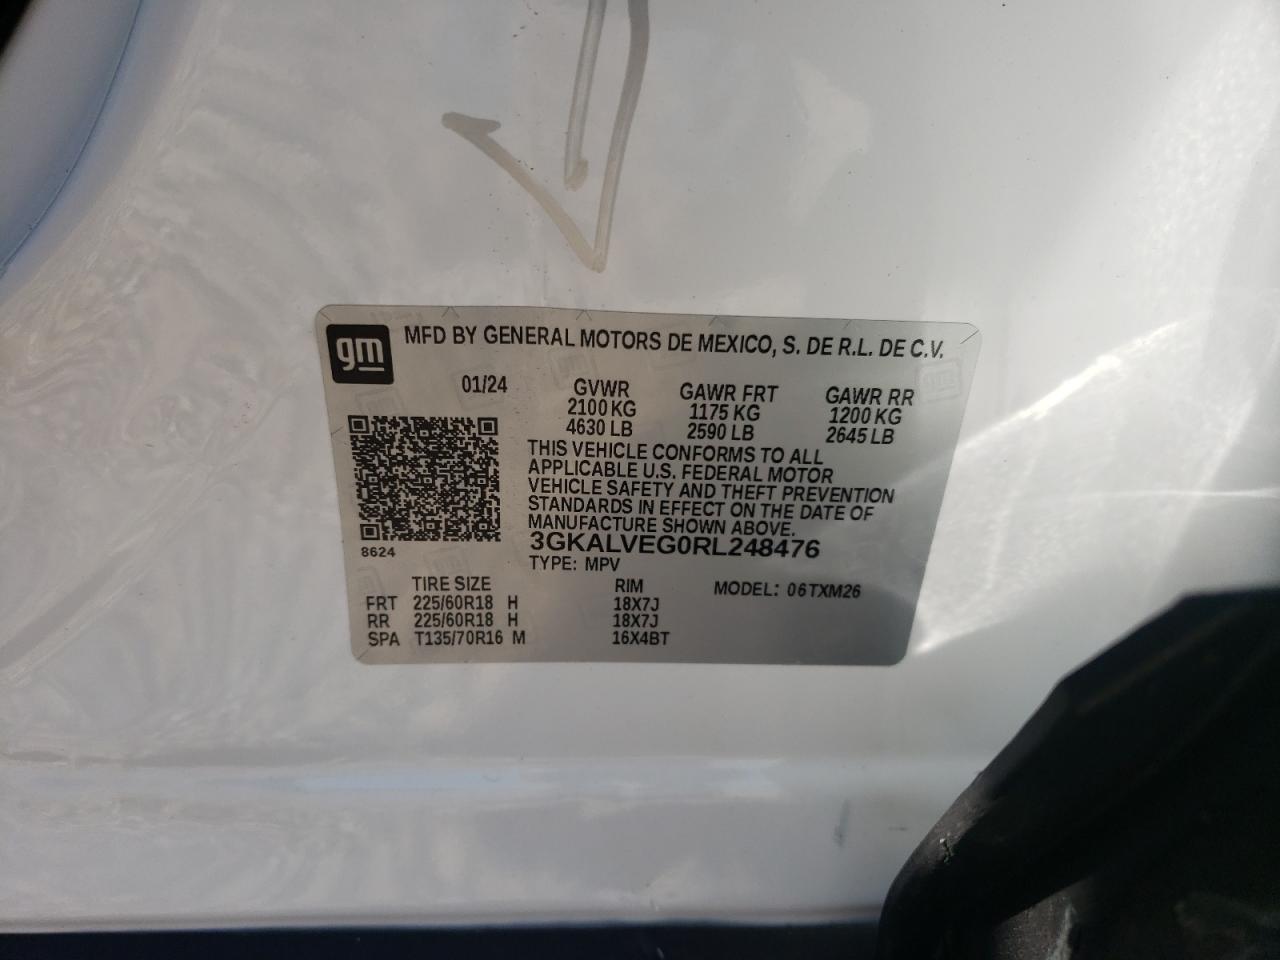 gm
MFD BY GENERAL MOTORS DE MEXICO, S. DE R.L. DE C.V.
01/24 GVWR GAWR FRT GAWR RR
2100 KG 1175 KG 1200 KG
4630 LB 2590 LB 2645 LB
THIS VEHICLE CONFORMS TO ALL
APPLICABLE U.S. FEDERAL MOTOR
VEHICLE SAFETY AND THEFT PREVENTION
STANDARDS IN EFFECT ON THE DATE OF
MANUFACTURE SHOWN ABOVE.
3GKALVEG0RL248476
8624
TYPE: MPV
TIRE SIZE RIM MODEL: 06TXM26
FRT 225/60R18 H 18X7J
RR 225/60R18 H 18X7J
SPA T135/70R16 M 16X4BT